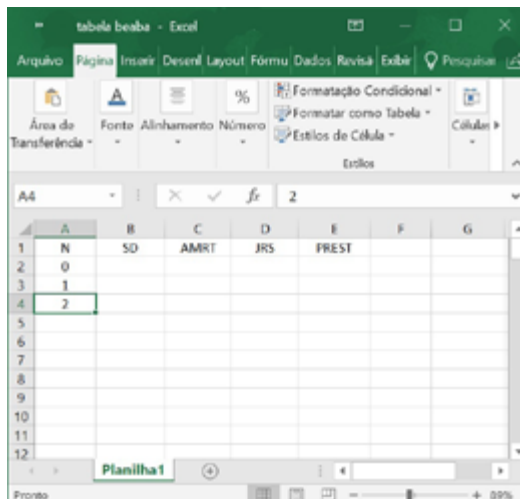 tabela beaba - Excel
Arquivo Página Inserir Desenl Layout Fórmu Dados Revisã Exibir Pesquisar
Área de Transferência
Fonte
Alinhamento
Número
%
Formatação Condicional
Formatar como Tabela
Estilos de Célula
Células
Estilos
A4 fx 2
A B C D E F G
1 N SD AMRT JRS PREST
2 0
3 1
4 2
5
6
7
8
9
10
11
12
Planilha1
Pronto 89%